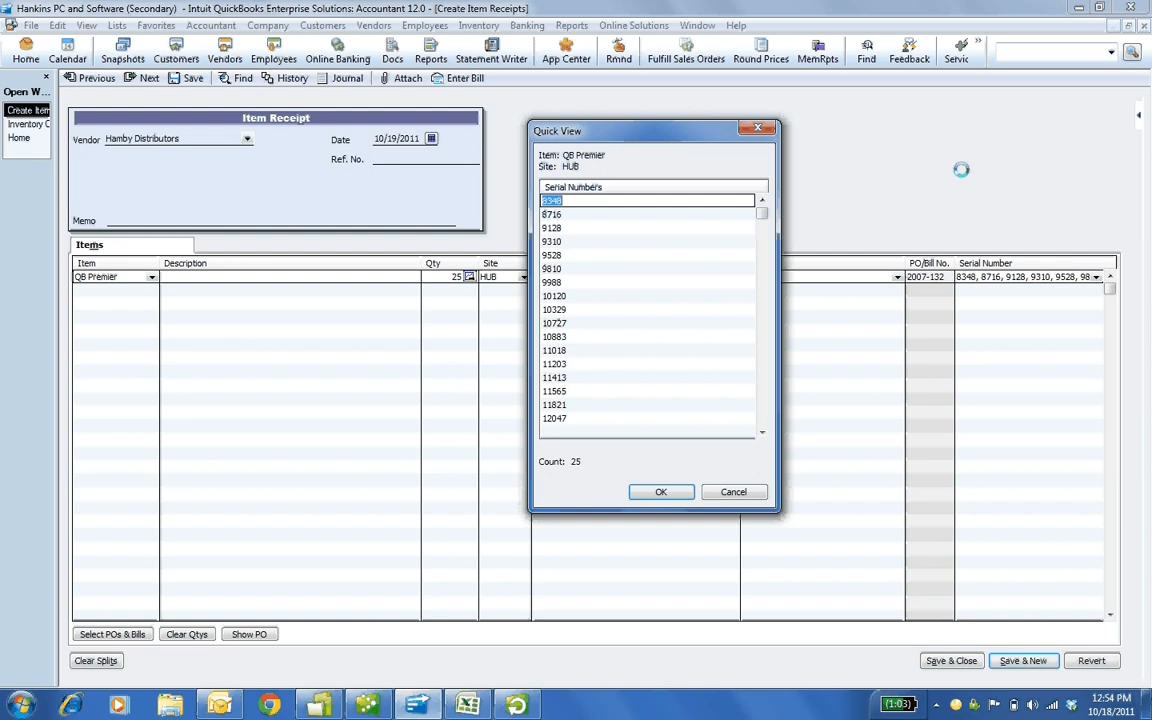 Hankins PC and Software (Secondary) - Intuit QuickBooks Enterprise Solutions: Accountant 12.0 - [Create Item Receipts]
File Edit View Lists Favorites Accountant Company Customers Vendors Employees Inventory Banking Reports Online Solutions Window Help
Home Calendar Snapshots Customers Vendors Employees Online Banking Docs Reports Statement Writer App Center Rmnd Fulfill Sales Orders Round Prices MemRpts Find Feedback Servic
Previous Next Save Find History Journal Attach Enter Bill
Open W...
Create Item
Inventory C
Home
Item Receipt
Vendor Hamby Distributors Date 10/19/2011
Ref. No.
Memo
Quick View
Item: QB Premier
Site: HUB
Serial Numbers
8348
8716
9128
9310
9528
9810
9988
10120
10329
10727
10883
11018
11203
11413
11565
11821
12047
Count: 25
OK Cancel
Items
Item Description Qty Site PO/Bill No. Serial Number
QB Premier 25 HUB 2007-132 8348, 8716, 9128, 9310, 9528, 98
Select POs & Bills Clear Qtys Show PO
Clear Splits Save & Close Save & New Revert
(1:03) 12:54 PM
10/18/2011